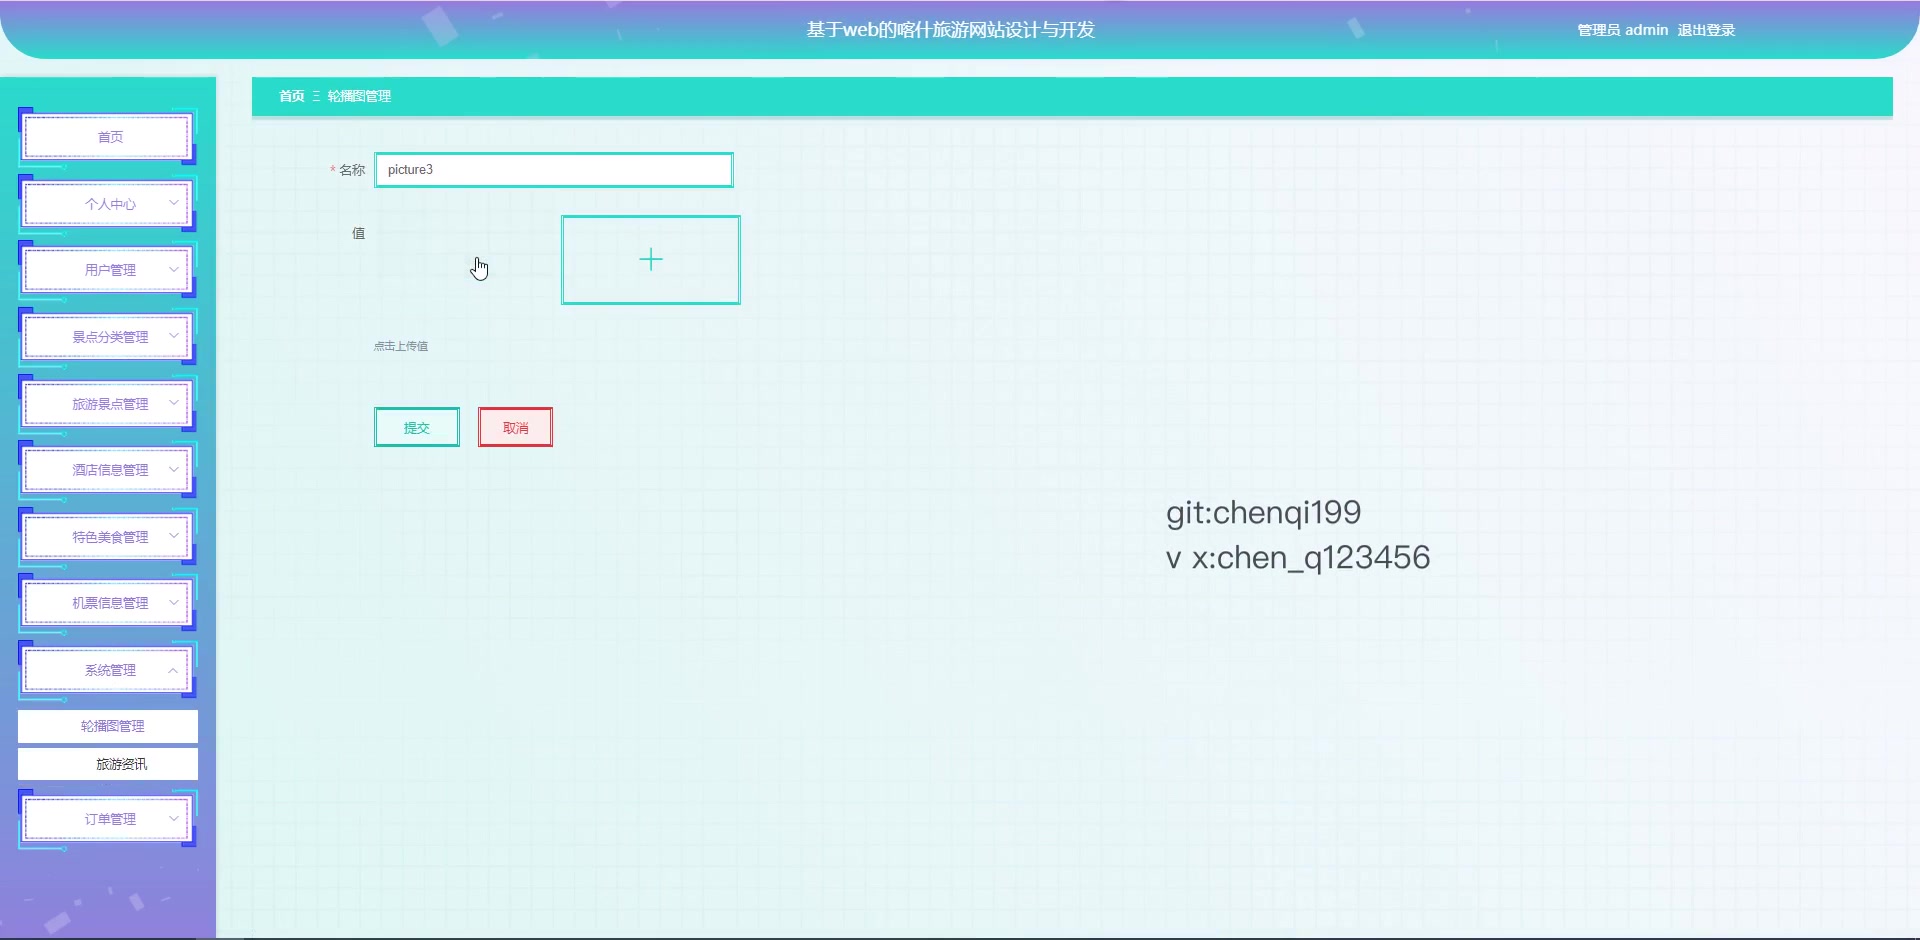 基于web的喀什旅游网站设计与开发
管理员 admin 退出登录
首页
个人中心
用户管理
景点分类管理
旅游景点管理
酒店信息管理
特色美食管理
机票信息管理
系统管理
轮播图管理
旅游资讯
订单管理
首页 Ξ 轮播图管理
* 名称 picture3
值
点击上传值
提交 取消
git:chenqi199
v x:chen_q123456